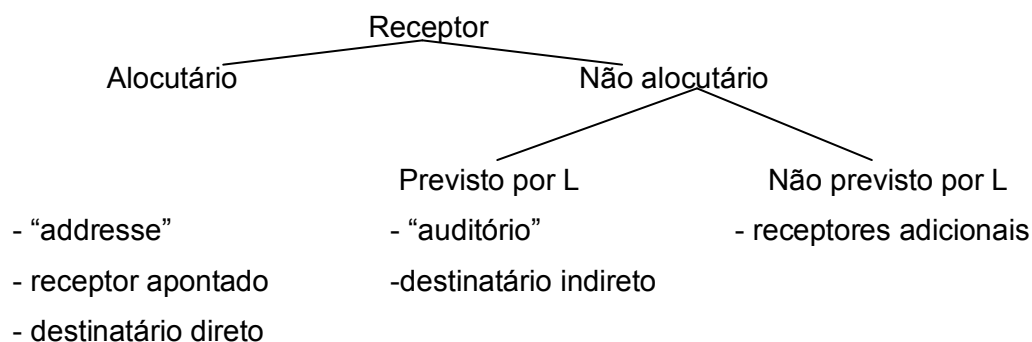 Receptor
Alocutário Não alocutário
Previsto por L Não previsto por L
- “addresse” - “auditório” - receptores adicionais
- receptor apontado -destinatário indireto
- destinatário direto